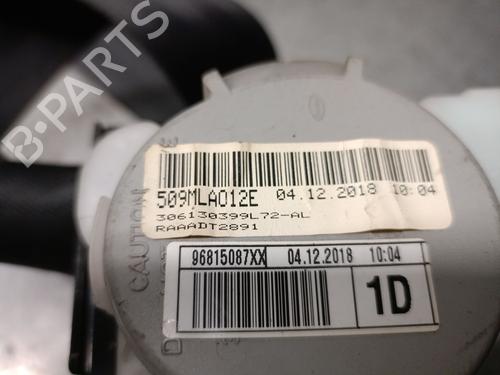 B-PARTS
CAUTION
509MLA012E 04.12.2018 10:04
306130399L72-AL
RAAADT2891
96815087XX 04.12.2018 10:04
1D